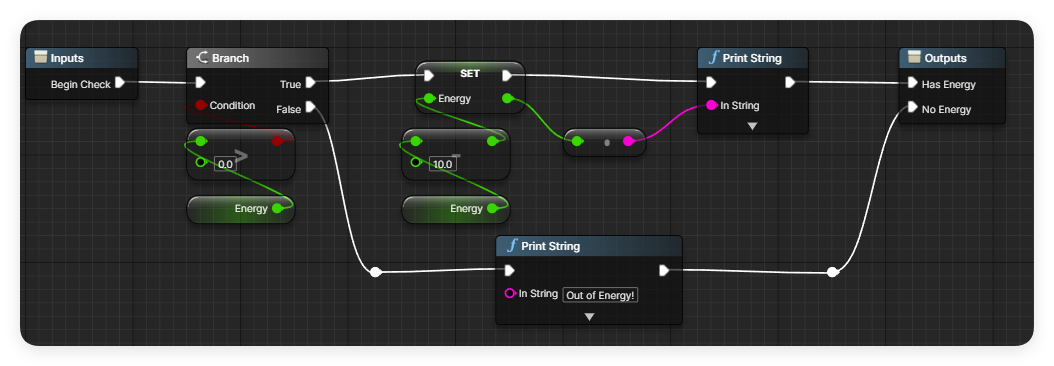 Inputs
Begin Check
Branch
True
Condition
False
>
0.0
Energy
SET
Energy
-
10.0
Energy
Print String
In String
Outputs
Has Energy
No Energy
Print String
In String
Out of Energy!